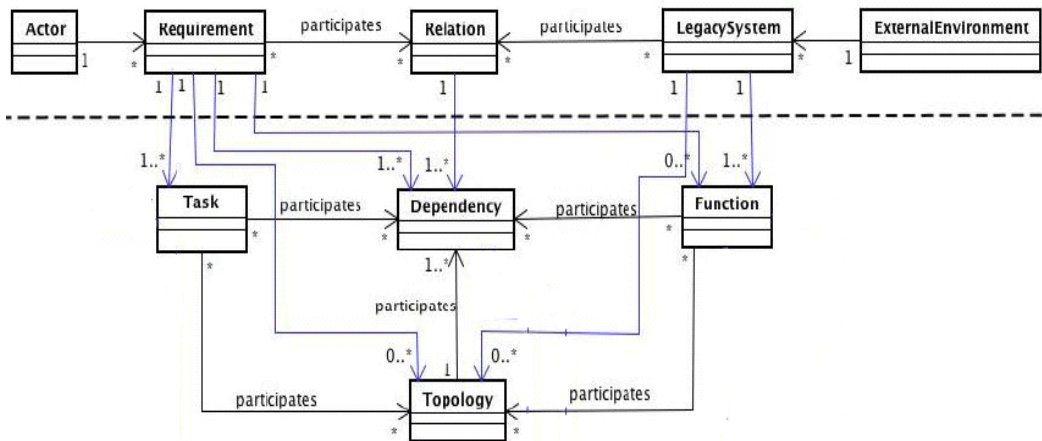 Actor Requirement participates Relation participates LegacySystem ExternalEnvironment
1 * * * * * * 1
1 1 1 1 1 1 1
1..* 1..* 1..* 0..* 1..*
Task participates Dependency participates Function
* * * *
* 1..* *
participates
0..* 1 0..*
participates Topology participates
* *